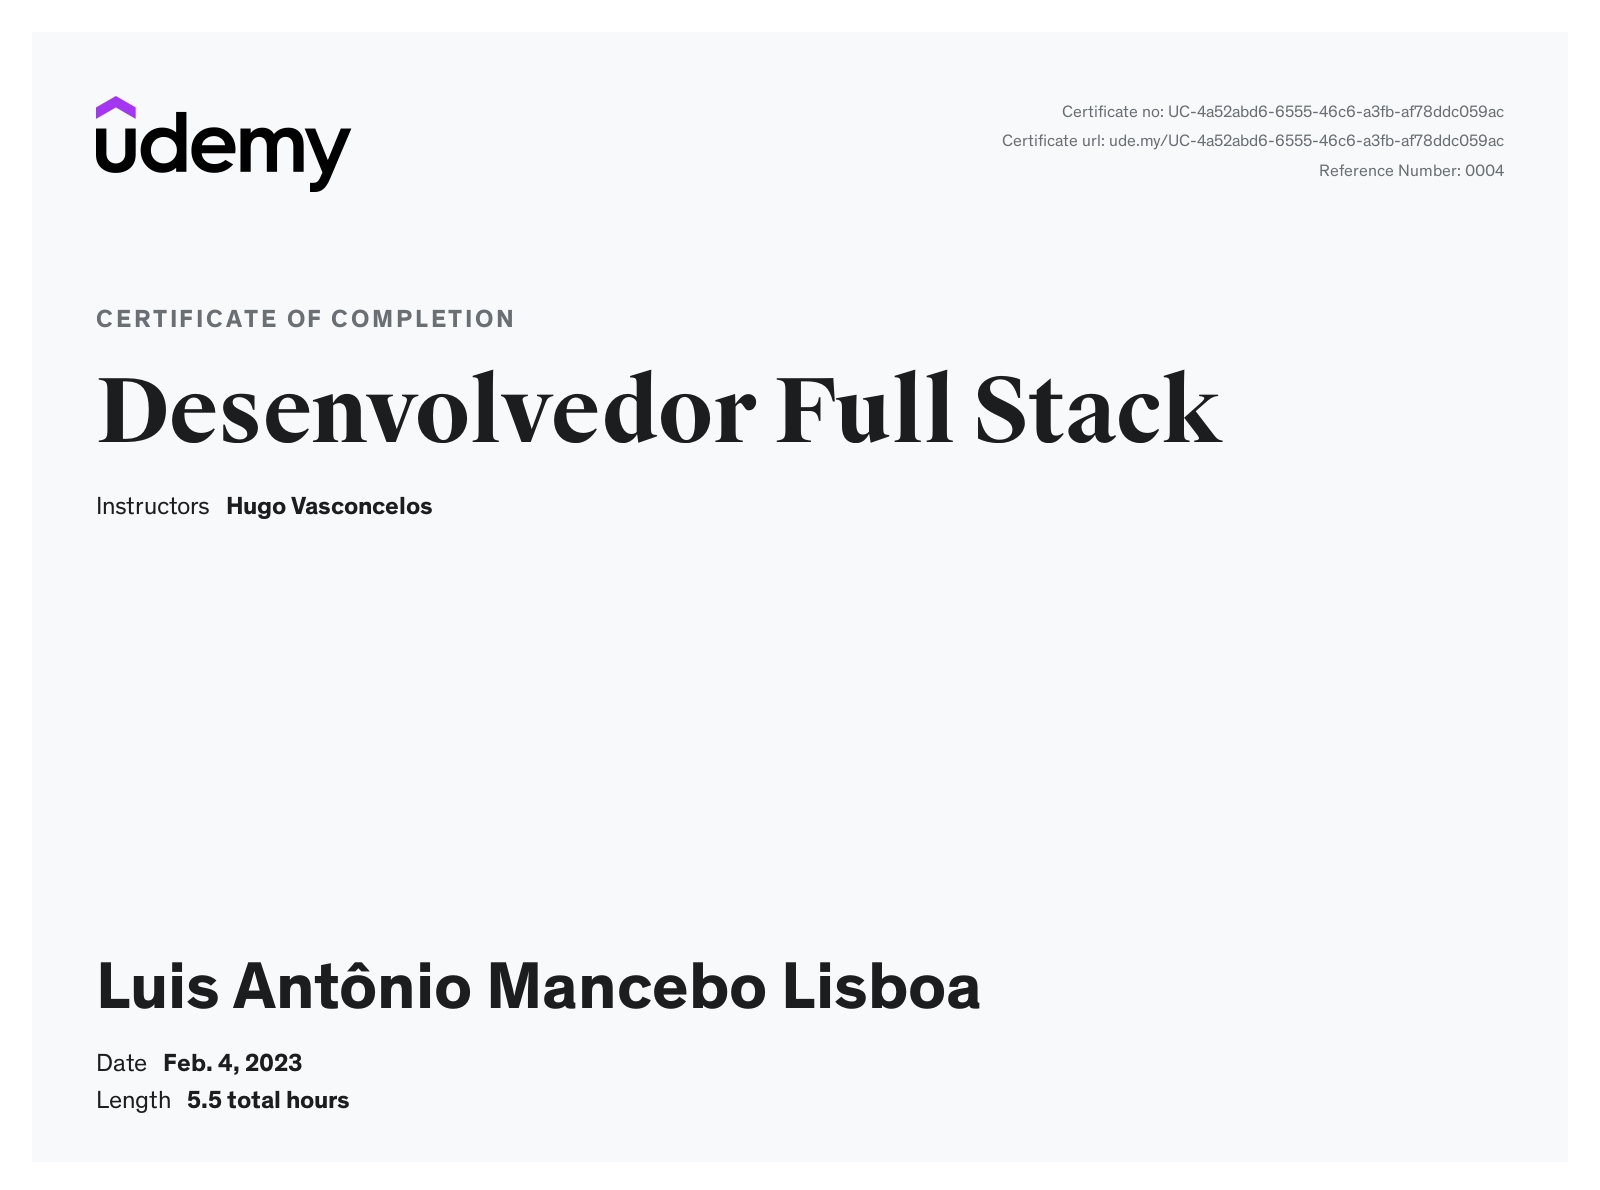 udemy
Certificate no: UC-4a52abd6-6555-46c6-a3fb-af78ddc059ac
Certificate url: ude.my/UC-4a52abd6-6555-46c6-a3fb-af78ddc059ac
Reference Number: 0004
CERTIFICATE OF COMPLETION
Desenvolvedor Full Stack
Instructors Hugo Vasconcelos
Luis Antônio Mancebo Lisboa
Date Feb. 4, 2023
Length 5.5 total hours